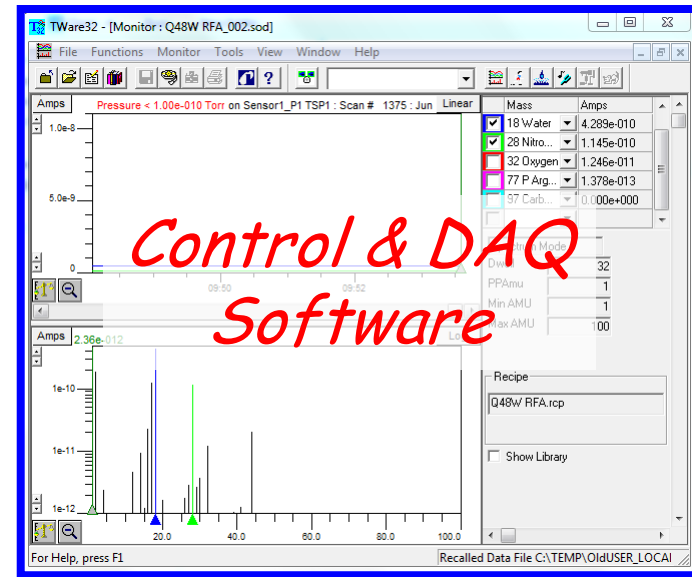 TWare32 - [Monitor : Q48W RFA_002.sod]
File Functions Monitor Tools View Window Help
Amps Pressure < 1.00e-010 Torr on Sensor1_P1 TSP1 : Scan # 1375 : Jun Linear
1.0e-8
5.0e-9
0
09:50 09:52
Mass Amps
18 Water 4.289e-010
28 Nitro... 1.145e-010
32 Oxygen 1.246e-011
77 P Arg... 1.378e-013
97 Carb... 0.000e+000
Control & DAQ
Software
Mode
Dwell 32
PPAmu 1
Min AMU 1
Max AMU 100
Amps 2.36e-012
1e-10
1e-11
1e-12
20.0 40.0 60.0 80.0 100.0
Recipe
Q48W RFA.rcp
Show Library
For Help, press F1
Recalled Data File C:\TEMP\OldUSER_LOCAl